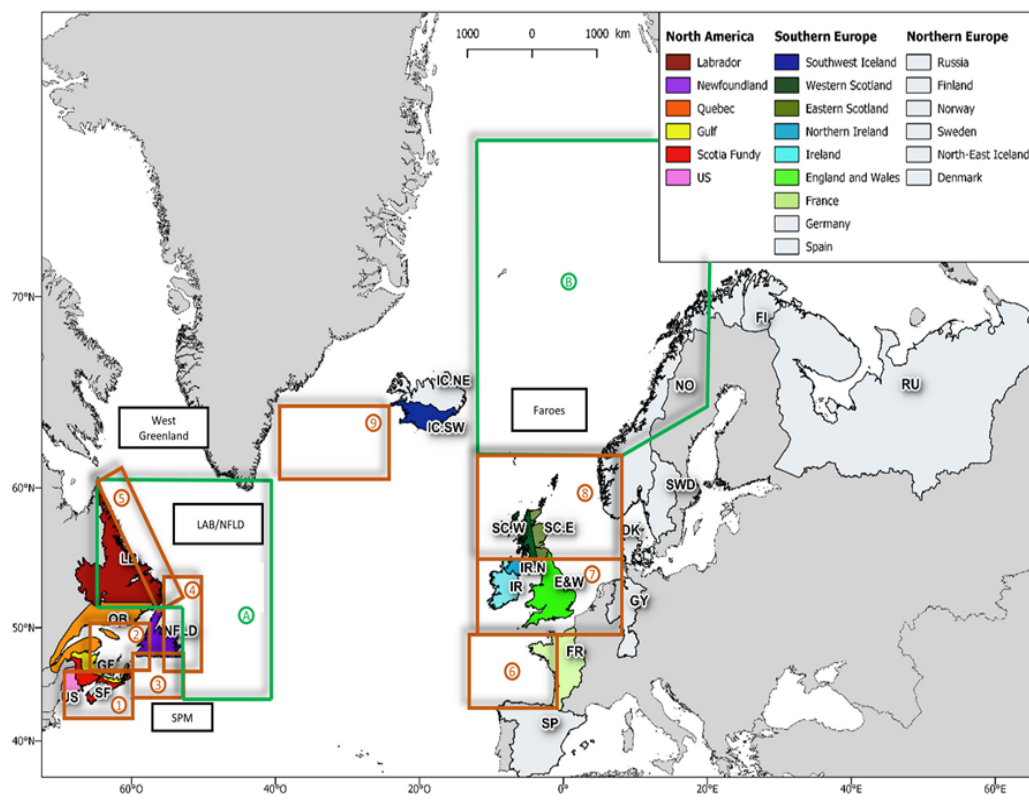 1000 0 1000 km
North America
Labrador
Newfoundland
Quebec
Gulf
Scotia Fundy
US
Southern Europe
Southwest Iceland
Western Scotland
Eastern Scotland
Northern Ireland
Ireland
England and Wales
France
Germany
Spain
Northern Europe
Russia
Finland
Norway
Sweden
North-East Iceland
Denmark
70°N
60°N
50°N
40°N
B
FI
NO
RU
IC.NE
IC.SW
Faroes
West
Greenland
9
5
8
SWD
LAB/NFLD
SC.W
SC.E
DK
LB
IR.N
7
4
IR
E&W
GY
A
QB
2
NFLD
GF
FR
6
3
US
SF
1
SPM
SP
60°W
40°W
20°W
0°E
20°E
40°E
60°E